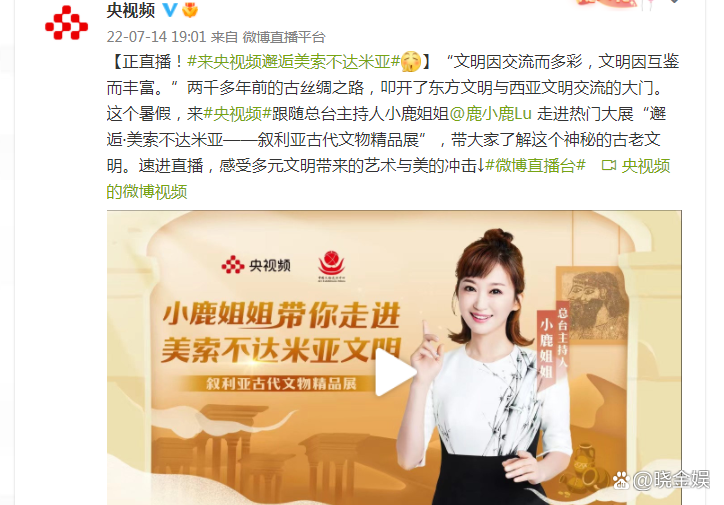 央视频
22-07-14 19:01 来自 微博直播平台
【正直播！#来央视频邂逅美索不达米亚#】“文明因交流而多彩，文明因互鉴
而丰富。”两千多年前的古丝绸之路，叩开了东方文明与西亚文明交流的大门。
这个暑假，来#央视频#跟随总台主持人小鹿姐姐@鹿小鹿Lu 走进热门大展“邂
逅·美索不达米亚——叙利亚古代文物精品展”，带大家了解这个神秘的古老文
明。速进直播，感受多元文明带来的艺术与美的冲击↓#微博直播台# 央视频
的微博视频
央视频
小鹿姐姐带你走进
美索不达米亚文明
叙利亚古代文物精品展
总台主持人
小鹿姐姐
@晓金娱